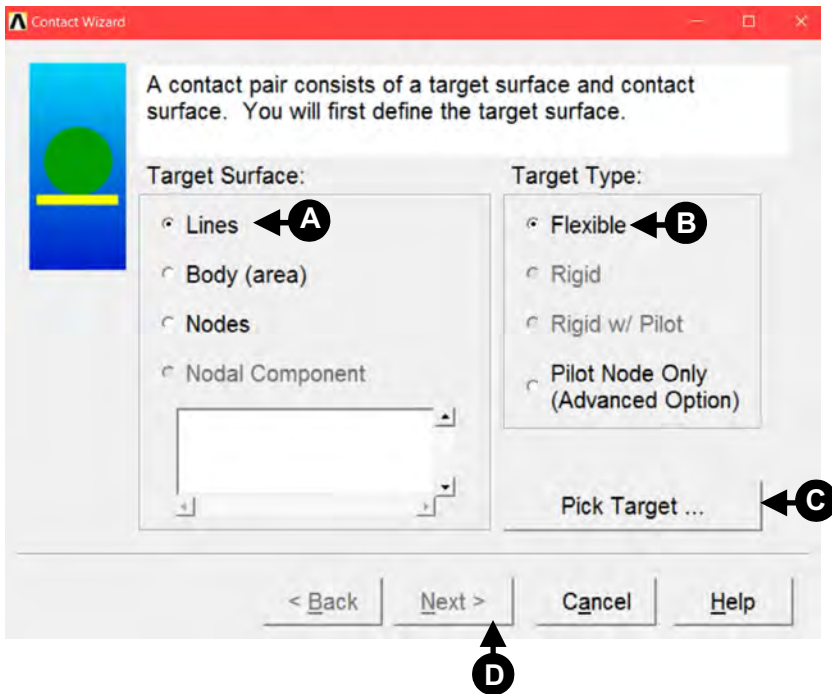 Contact Wizard
A contact pair consists of a target surface and contact
surface. You will first define the target surface.
Target Surface:
Lines
A
Body (area)
Nodes
Nodal Component
Target Type:
Flexible
B
Rigid
Rigid w/ Pilot
Pilot Node Only
(Advanced Option)
Pick Target ...
C
< Back
Next >
Cancel
Help
D